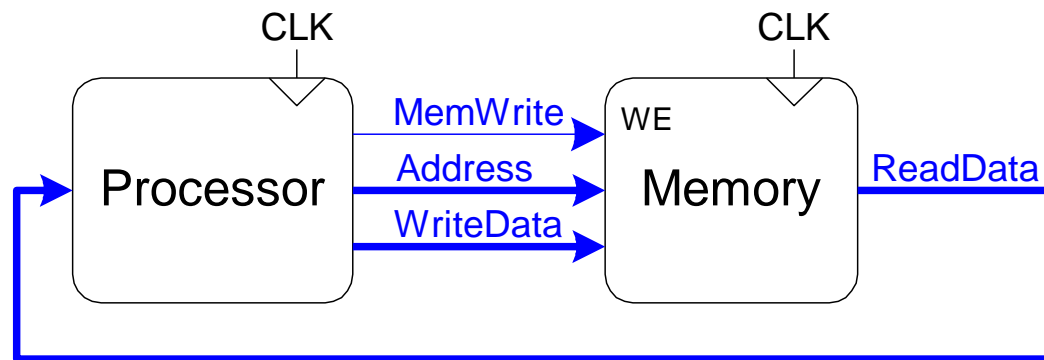 CLK
CLK
MemWrite
WE
Address
ReadData
Processor
Memory
WriteData